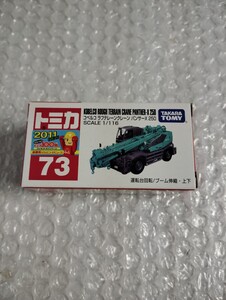 KOBELCO ROUGH TERRAIN CRANE PANTHER-X 250
コベルコ ラフテレーンクレーン パンサーX 250
SCALE 1/116
トミカ
TAKARA
TOMY
2011
73
運転台回転/ブーム伸縮・上下